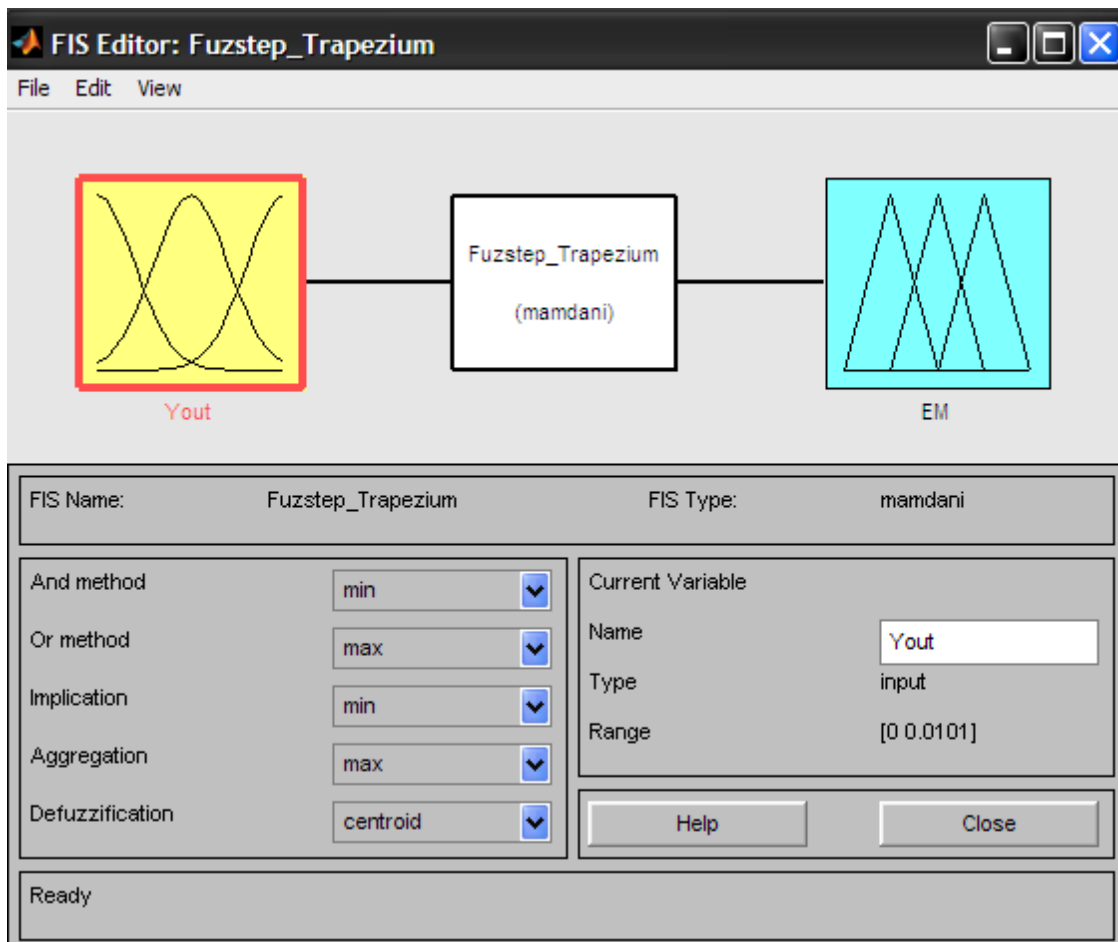 FIS Editor: Fuzstep_Trapezium
File Edit View
Fuzstep_Trapezium
(mamdani)
Yout
EM
FIS Name: Fuzstep_Trapezium FIS Type: mamdani
And method min
Or method max
Implication min
Aggregation max
Defuzzification centroid
Current Variable
Name Yout
Type input
Range [0 0.0101]
Help Close
Ready